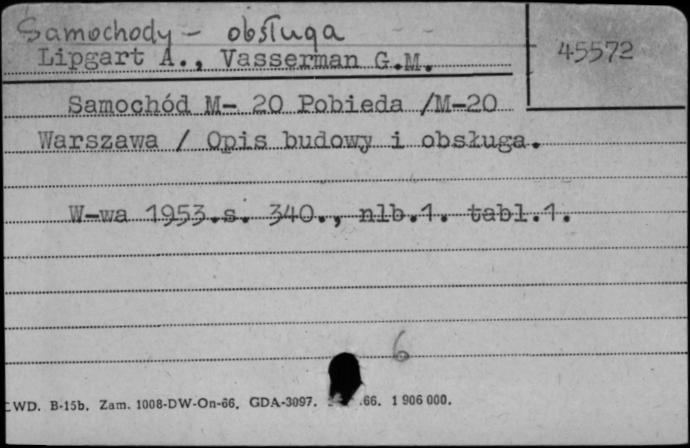 Samochody - obsługa
45572
Lipgart A., Vasserman G.M.
Samochód M- 20 Pobieda /M-20
Warszawa / Opis budowy i obsługa.
W-wa 1953.s. 340., nlb.1. tabl.1.
6
WD. B-15b. Zam. 1008-DW-On-66. GDA-3097. .66. 1 906 000.